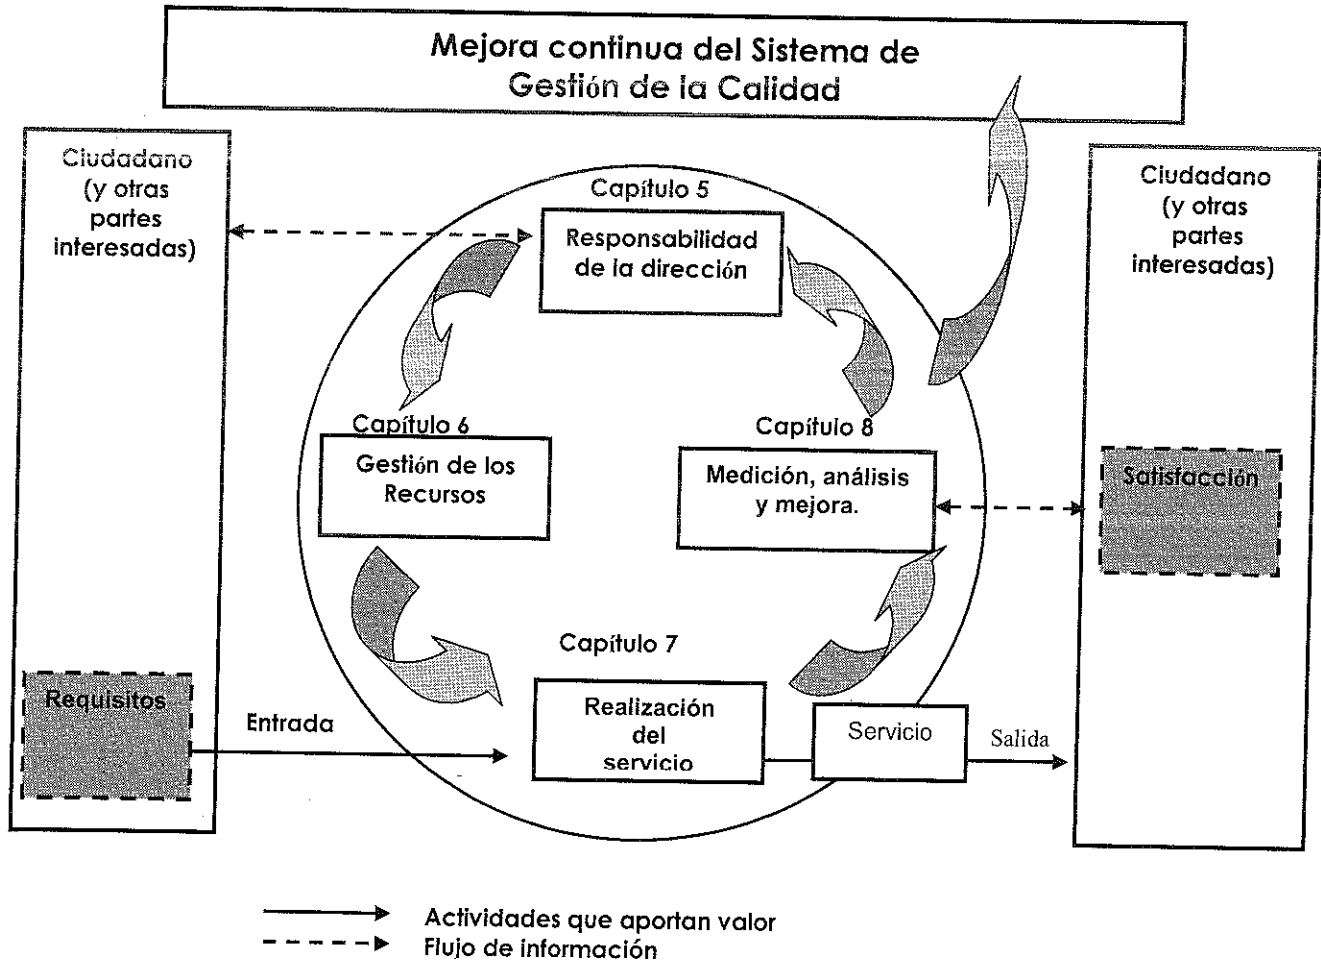 Mejora continua del Sistema de
Gestión de la Calidad
Ciudadano
(y otras
partes
interesadas)
Ciudadano
(y otras
partes
interesadas)
Capítulo 5
Responsabilidad
de la dirección
Capítulo 6
Gestión de los
Recursos
Capítulo 8
Medición, análisis
y mejora.
Satisfacción
Capítulo 7
Realización
del
servicio
Requisitos
Entrada
Servicio
Salida
Actividades que aportan valor
Flujo de información